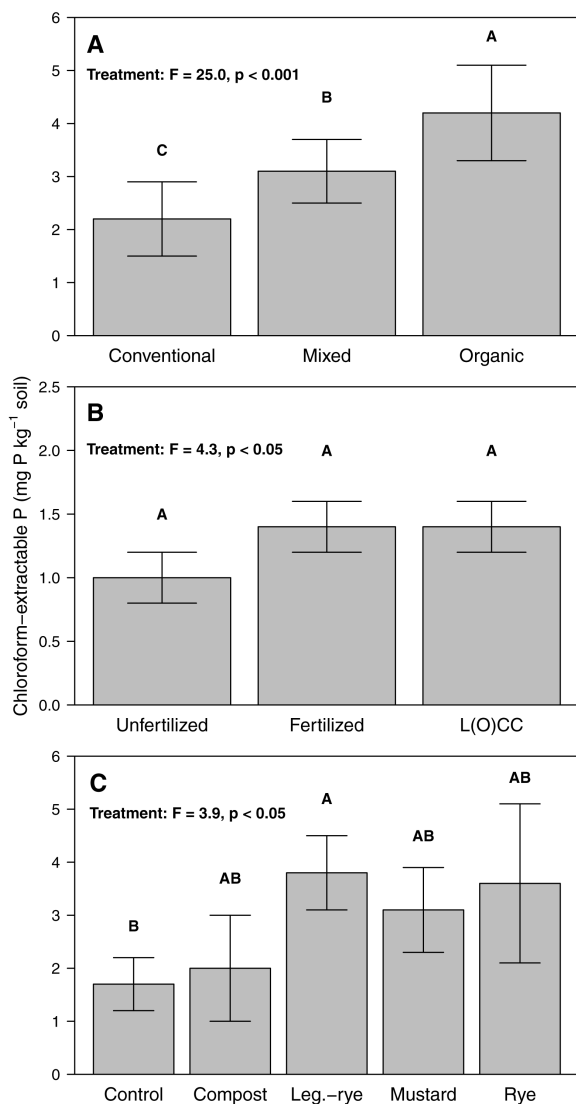 Chloroform−extractable P (mg P kg⁻¹ soil)
6
5
4
3
2
1
0
A
Treatment: F = 25.0, p < 0.001
C
B
A
Conventional Mixed Organic
2.5
2.0
1.5
1.0
0.5
0.0
B
Treatment: F = 4.3, p < 0.05
A
A
A
Unfertilized Fertilized L(O)CC
6
5
4
3
2
1
0
C
Treatment: F = 3.9, p < 0.05
B
AB
A
AB
AB
Control Compost Leg.−rye Mustard Rye